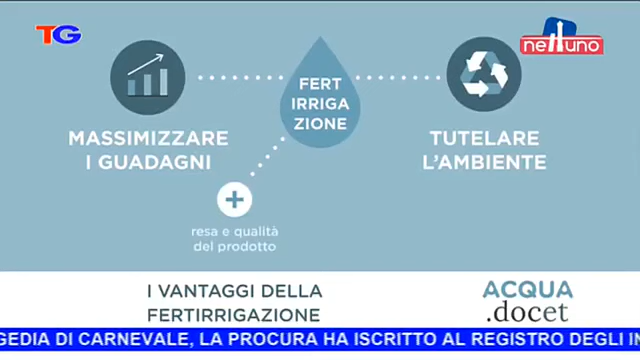 TG
nettuno
FERT
IRRIGA
ZIONE
MASSIMIZZARE
I GUADAGNI
TUTELARE
L'AMBIENTE
+
resa e qualità
del prodotto
I VANTAGGI DELLA
FERTIRRIGAZIONE
ACQUA
.docet
GEDIA DI CARNEVALE, LA PROCURA HA ISCRITTO AL REGISTRO DEGLI IN